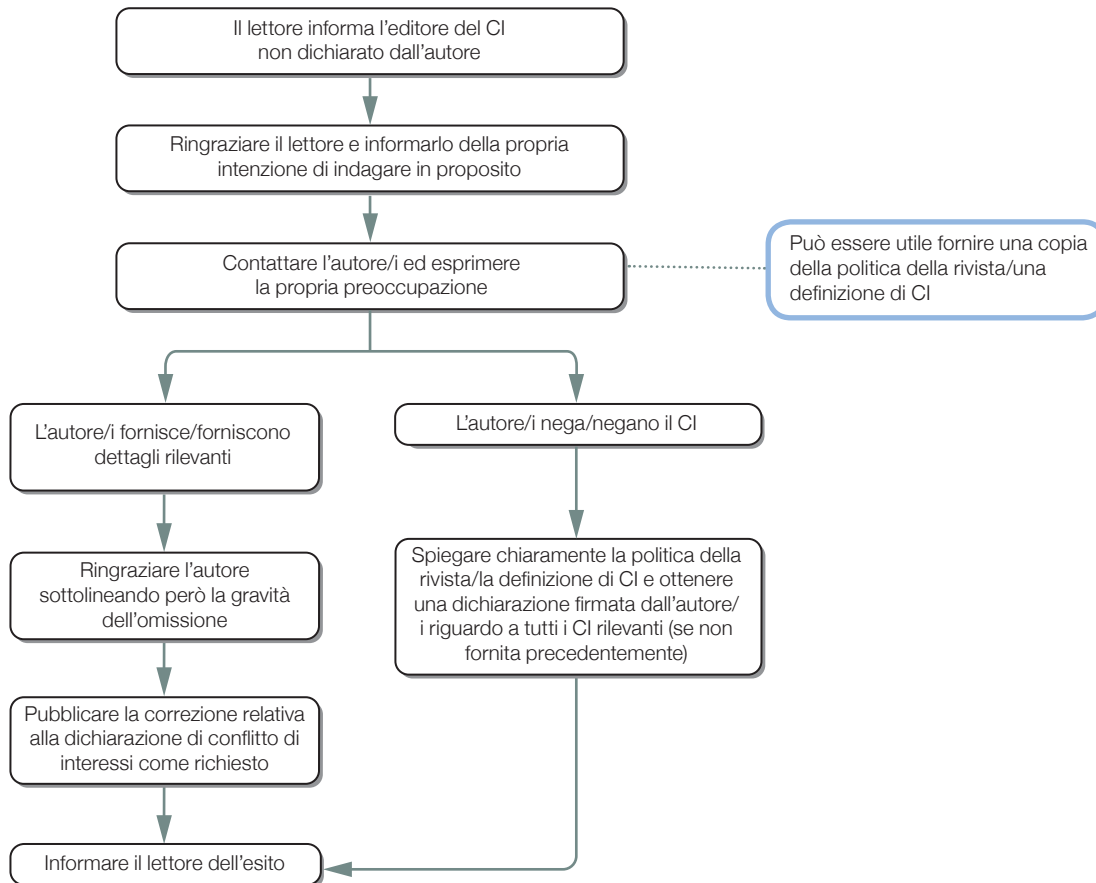 Il lettore informa l'editore del CI
non dichiarato dall'autore
Ringraziare il lettore e informarlo della propria
intenzione di indagare in proposito
Contattare l'autore/i ed esprimere
la propria preoccupazione
Può essere utile fornire una copia
della politica della rivista/una
definizione di CI
L'autore/i fornisce/forniscono
dettagli rilevanti
L'autore/i nega/negano il CI
Ringraziare l'autore
sottolineando però la gravità
dell'omissione
Spiegare chiaramente la politica della
rivista/la definizione di CI e ottenere
una dichiarazione firmata dall'autore/
i riguardo a tutti i CI rilevanti (se non
fornita precedentemente)
Pubblicare la correzione relativa
alla dichiarazione di conflitto di
interessi come richiesto
Informare il lettore dell'esito